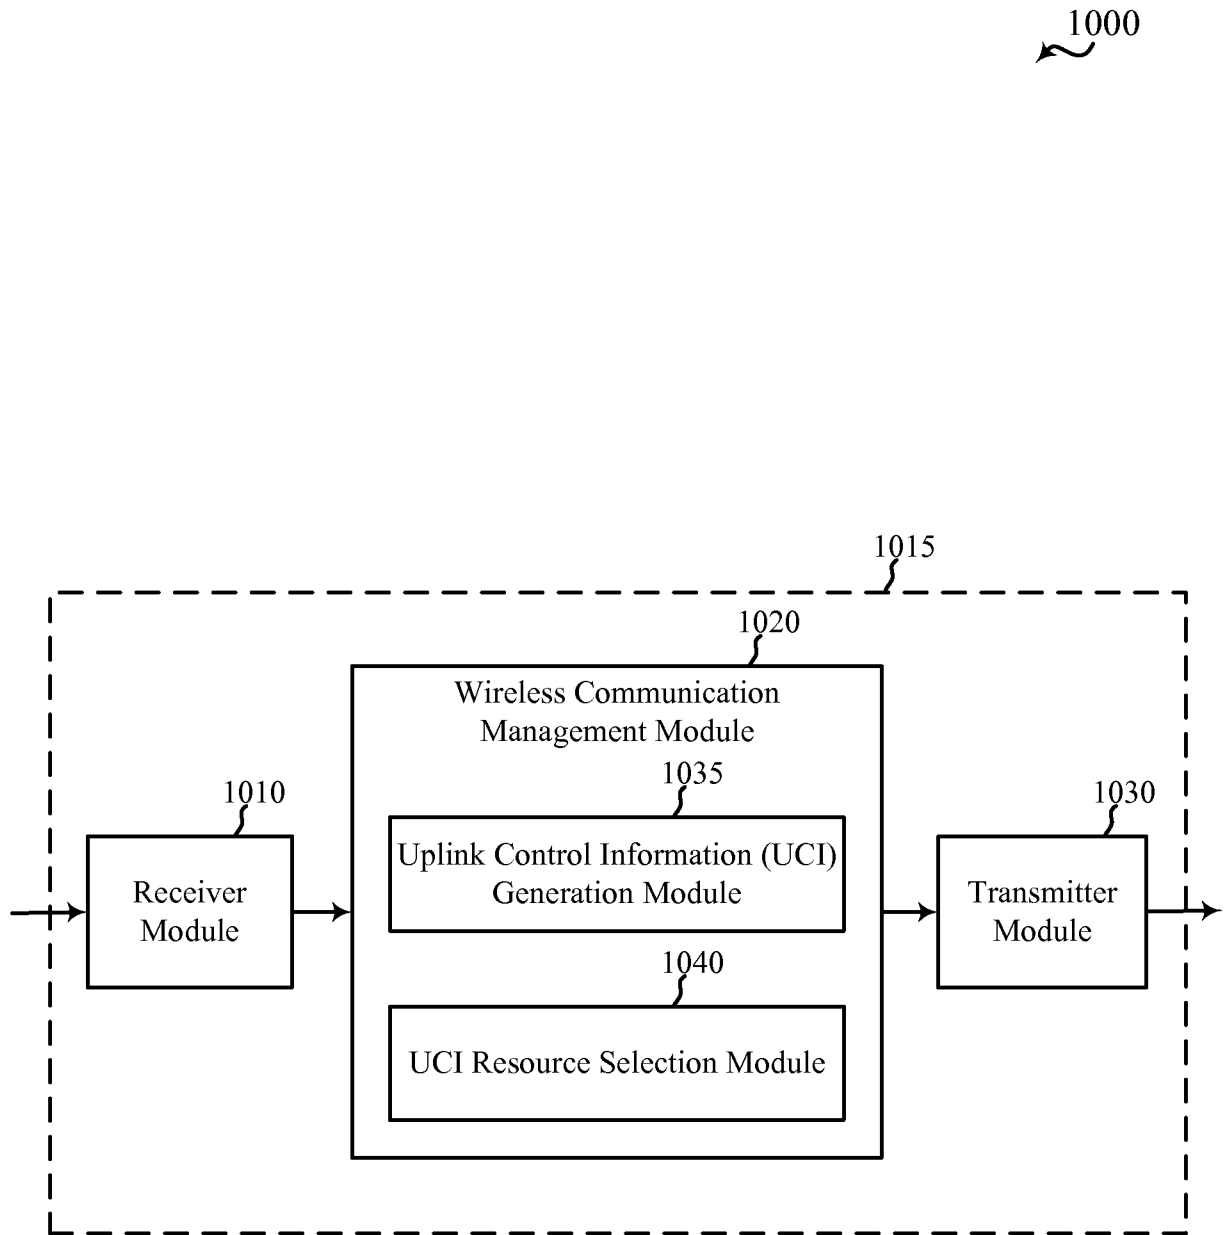 1000
1015
1020
Wireless Communication
Management Module
1035
Uplink Control Information (UCI)
Generation Module
1010
Receiver
Module
1030
Transmitter
Module
1040
UCI Resource Selection Module